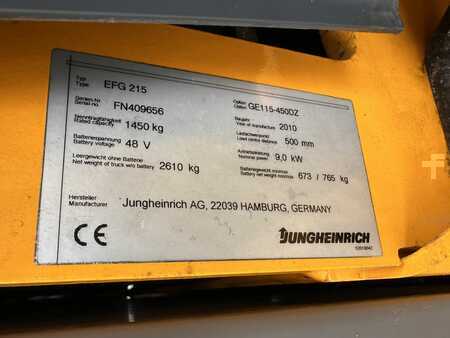 Typ
Type EFG 215 Option
Option GE115-450DZ
Serien-Nr.
Serial-No. FN409656 Baujahr
Year of manufacture 2010
Nenntragfähigkeit
Rated capacity 1450 kg Lastschwerpunkt
Load centre distance 500 mm
Batteriespannung
Battery voltage 48 V Antriebsleistung
Nominal power 9,0 kW
Leergewicht ohne Batterie
Net weight of truck w/o battery 2610 kg Batteriegewicht min/max
Battery net weight min/max 673 / 765 kg
Hersteller
Manufacturer Jungheinrich AG, 22039 HAMBURG, GERMANY
CE JUNGHEINRICH